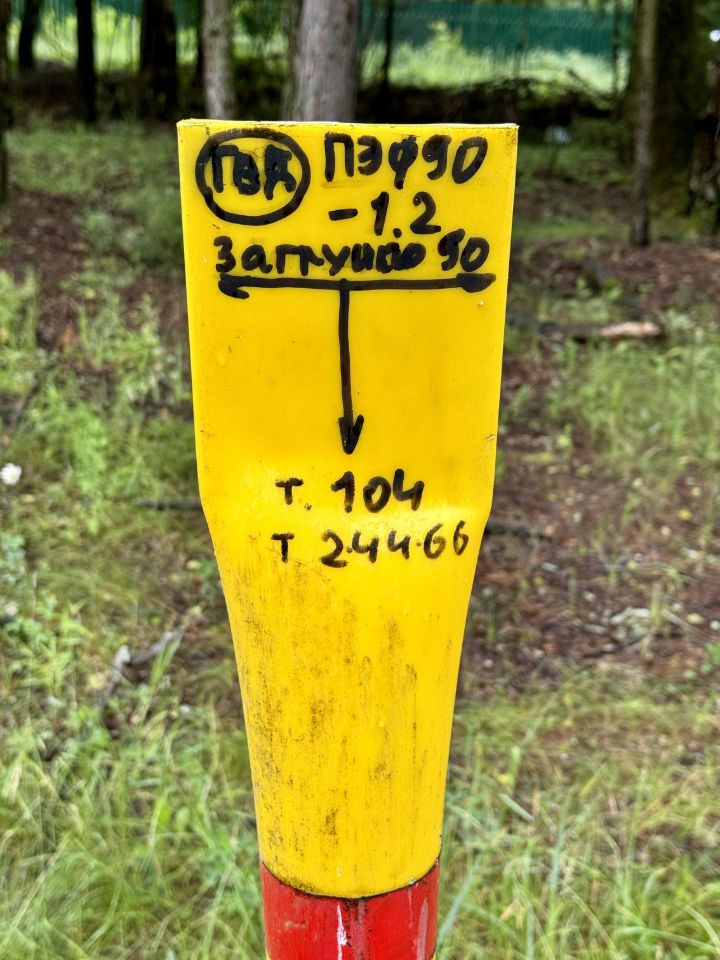 ГВД ПЭФ90
-1.2
Заглушка 90
т. 104
т 244-66